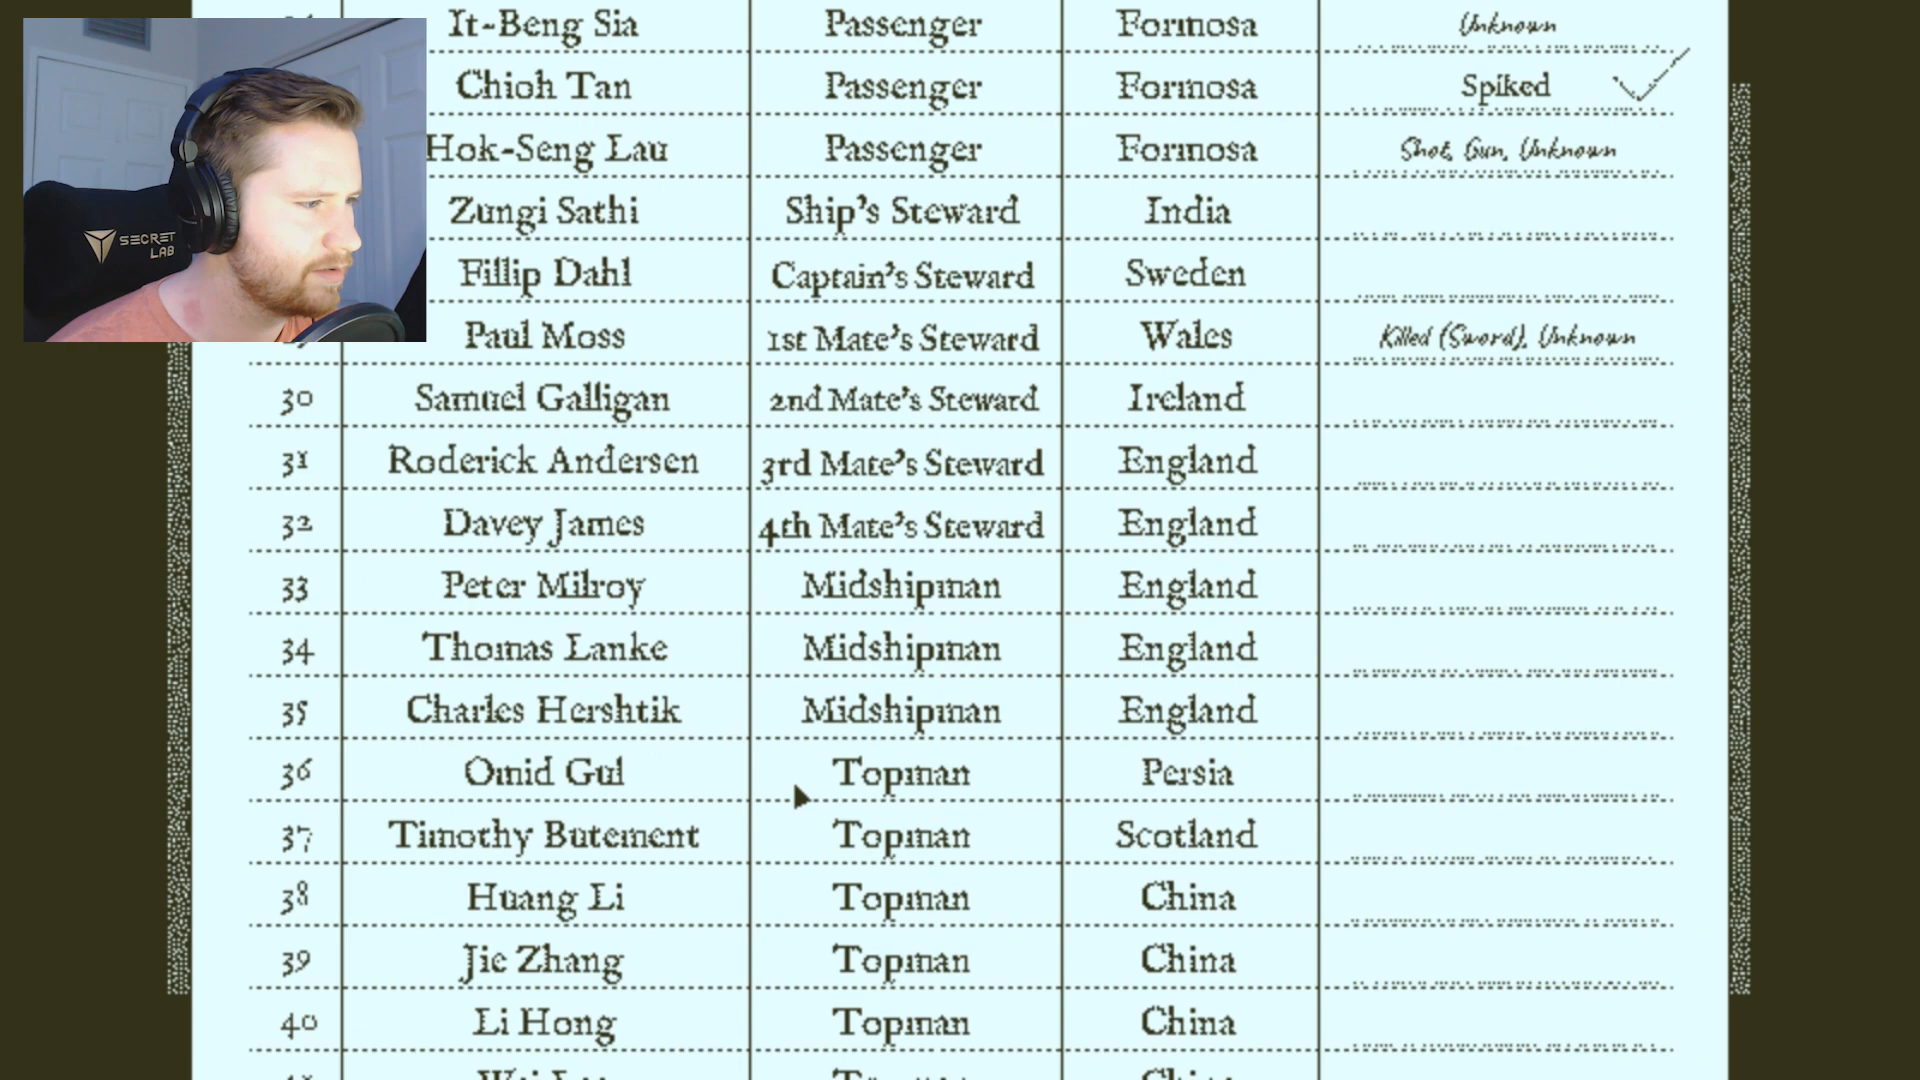 It-Beng Sia Passenger Formosa Unknown
Chioh Tan Passenger Formosa Spiked
Hok-Seng Lau Passenger Formosa Shot, Gun, Unknown
Zungi Sathi Ship's Steward India
Fillip Dahl Captain's Steward Sweden
Paul Moss 1st Mate's Steward Wales Killed (Sword), Unknown
30 Samuel Galligan 2nd Mate's Steward Ireland
31 Roderick Andersen 3rd Mate's Steward England
32 Davey James 4th Mate's Steward England
33 Peter Milroy Midshipman England
34 Thomas Lanke Midshipman England
35 Charles Hershtik Midshipman England
36 Omid Gul Topman Persia
37 Timothy Butement Topman Scotland
38 Huang Li Topman China
39 Jie Zhang Topman China
40 Li Hong Topman China
SECRET
LAB